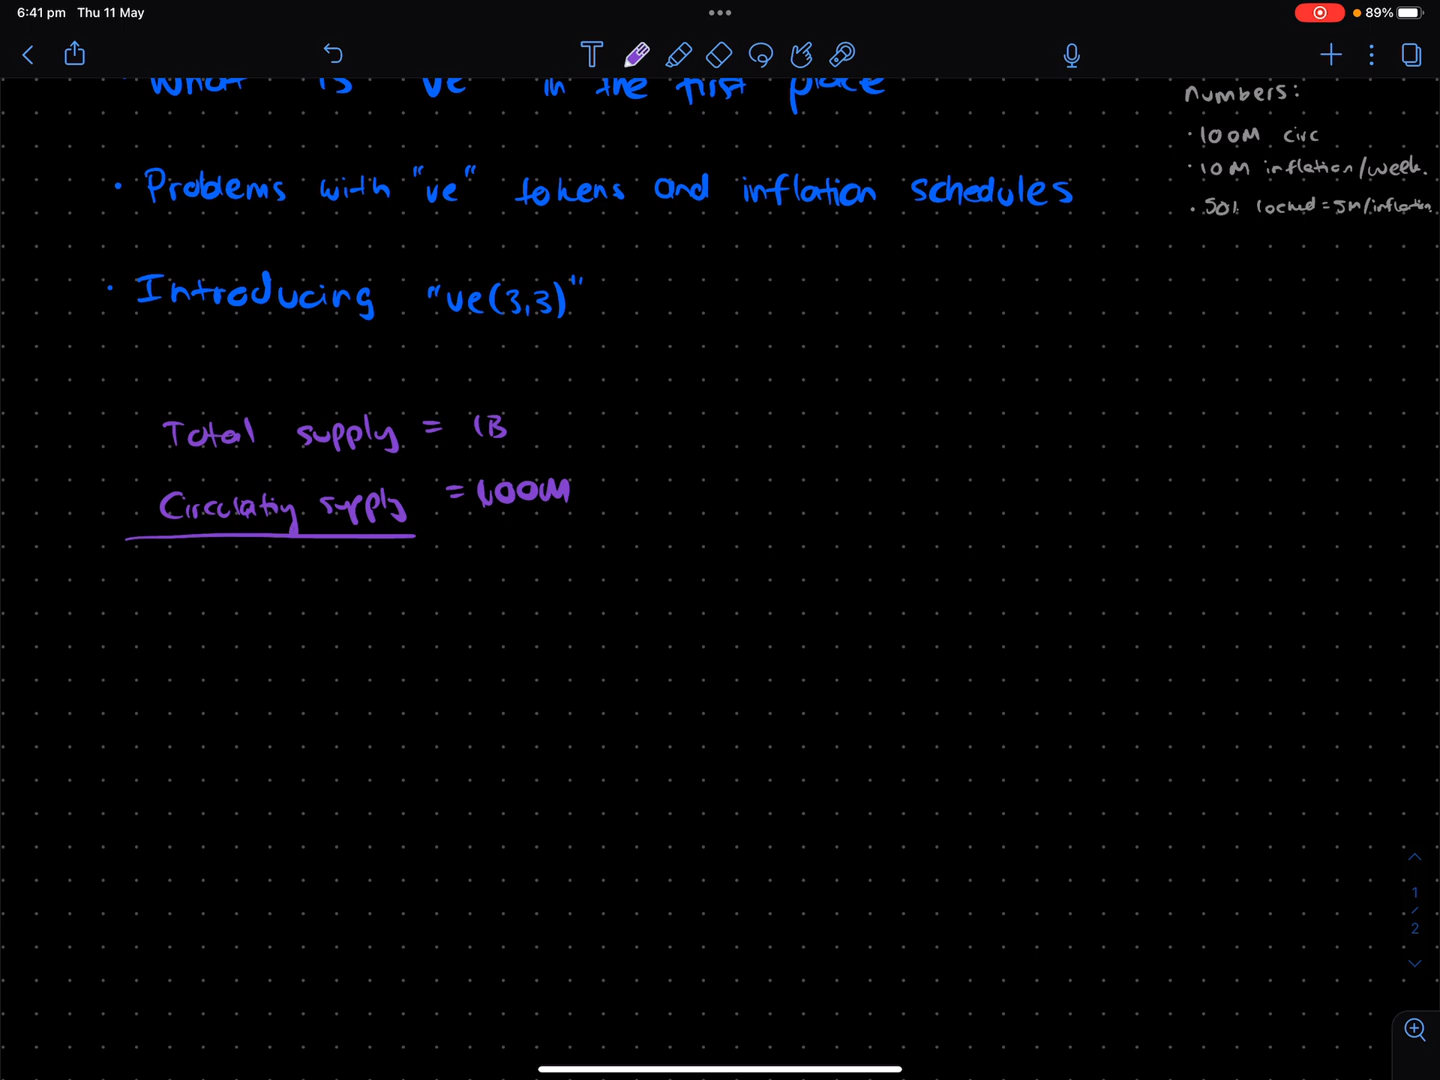 6:41 pm Thu 11 May
89%
What is ve in the first place
• Problems with "ve" tokens and inflation schedules
• Introducing "ve(3,3)"
Total supply = 1B
Circulating supply = 100M
numbers:
• 100M circ
• 10M inflation/week.
• 50% locked = 5M/inflation
1
/
2